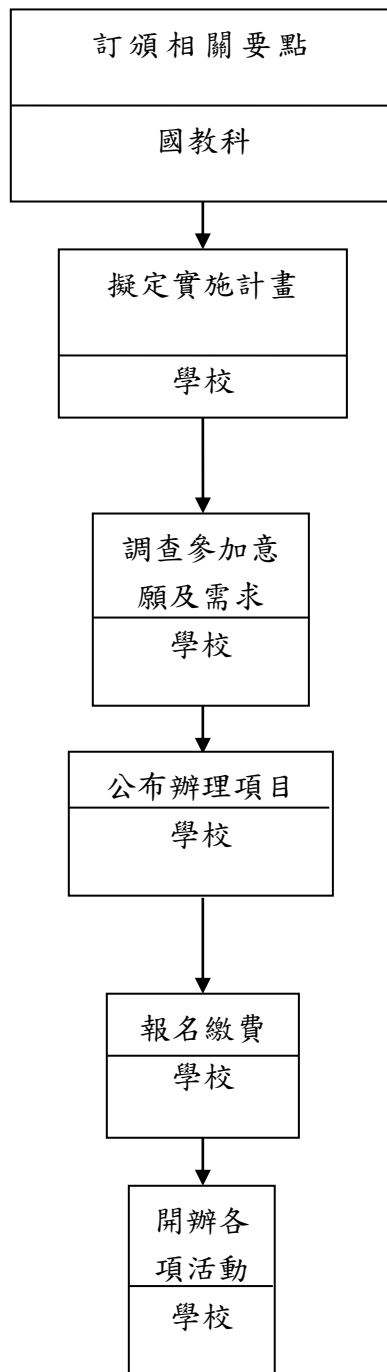 訂頒相關要點
國教科
擬定實施計畫
學校
調查參加意
願及需求
學校
公布辦理項目
學校
報名繳費
學校
開辦各
項活動
學校